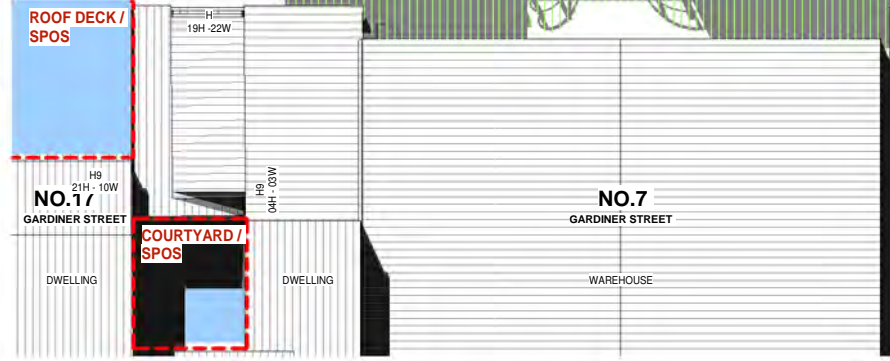 ROOF DECK /
SPOS
H
19H -22W
H9
21H - 10W
H9
04H - 03W
NO.17
GARDINER STREET
NO.7
GARDINER STREET
COURTYARD /
SPOS
DWELLING
DWELLING
WAREHOUSE